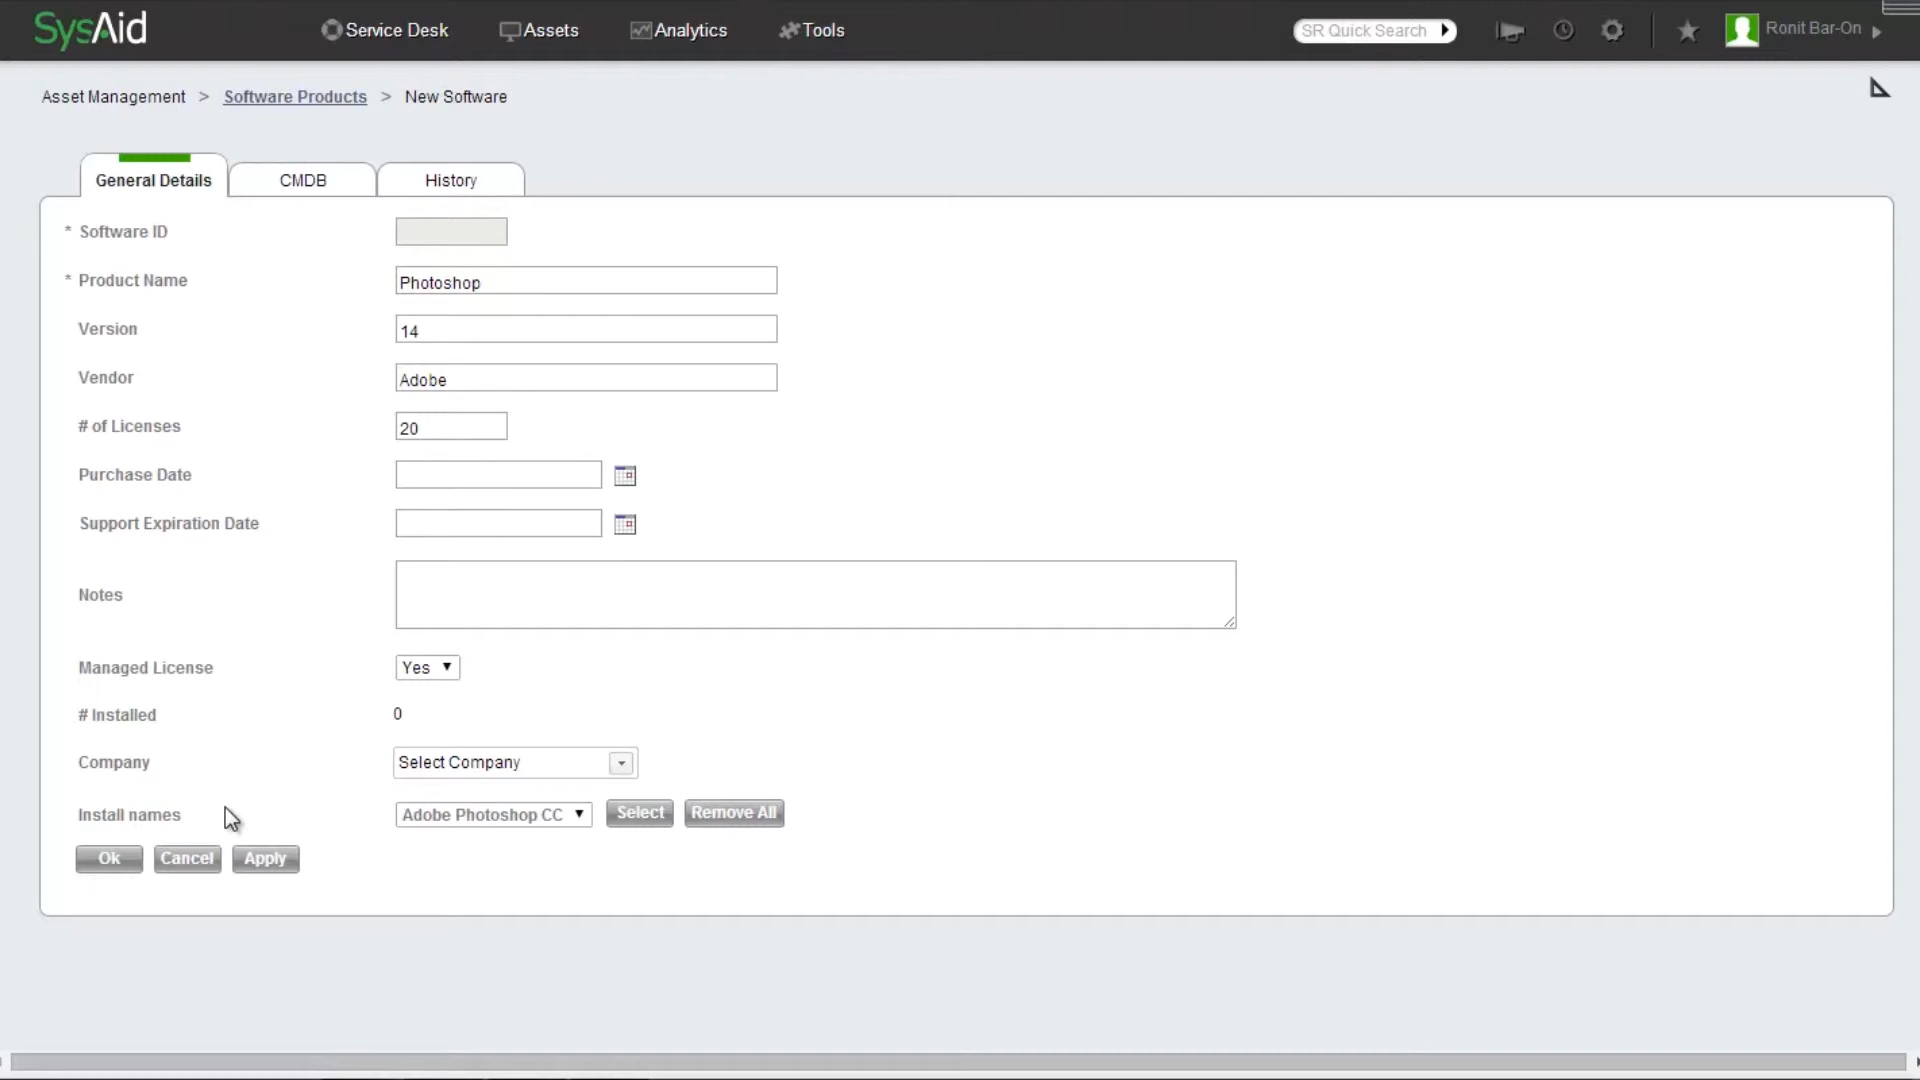 SysAid Service Desk Assets Analytics Tools SR Quick Search Ronit Bar-On
Asset Management > Software Products > New Software
General Details CMDB History
* Software ID
* Product Name Photoshop
Version 14
Vendor Adobe
# of Licenses 20
Purchase Date
Support Expiration Date
Notes
Managed License Yes
# Installed 0
Company Select Company
Install names Adobe Photoshop CC Select Remove All
Ok Cancel Apply